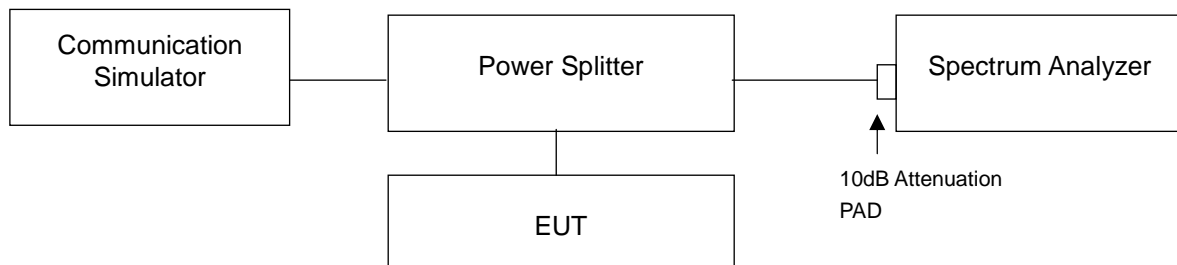 Communication
Simulator
Power Splitter
Spectrum Analyzer
10dB Attenuation
PAD
EUT